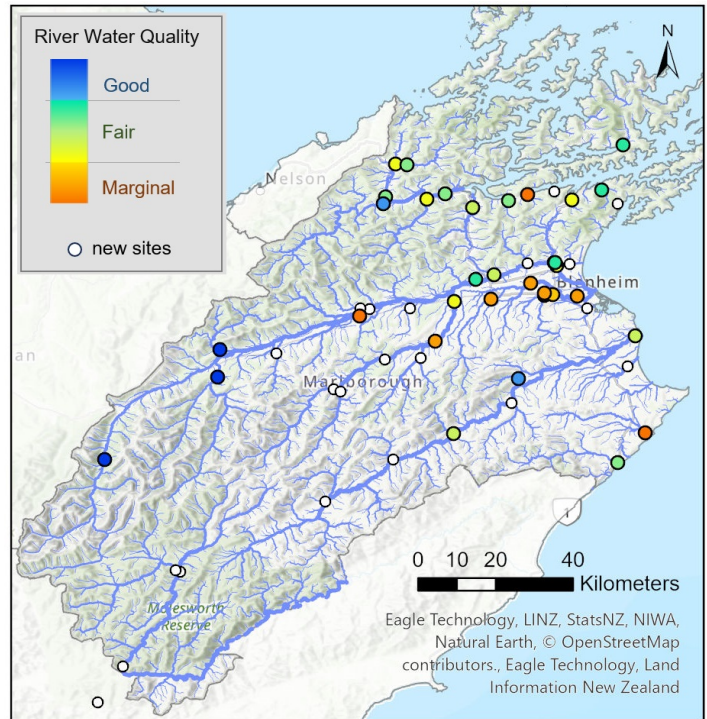 River Water Quality
Good
Fair
Marginal
new sites
N
Nelson
Blenheim
an
Marlborough
1
Molesworth
Reserve
0 10 20 40
Kilometers
Eagle Technology, LINZ, StatsNZ, NIWA,
Natural Earth, © OpenStreetMap
contributors., Eagle Technology, Land
Information New Zealand